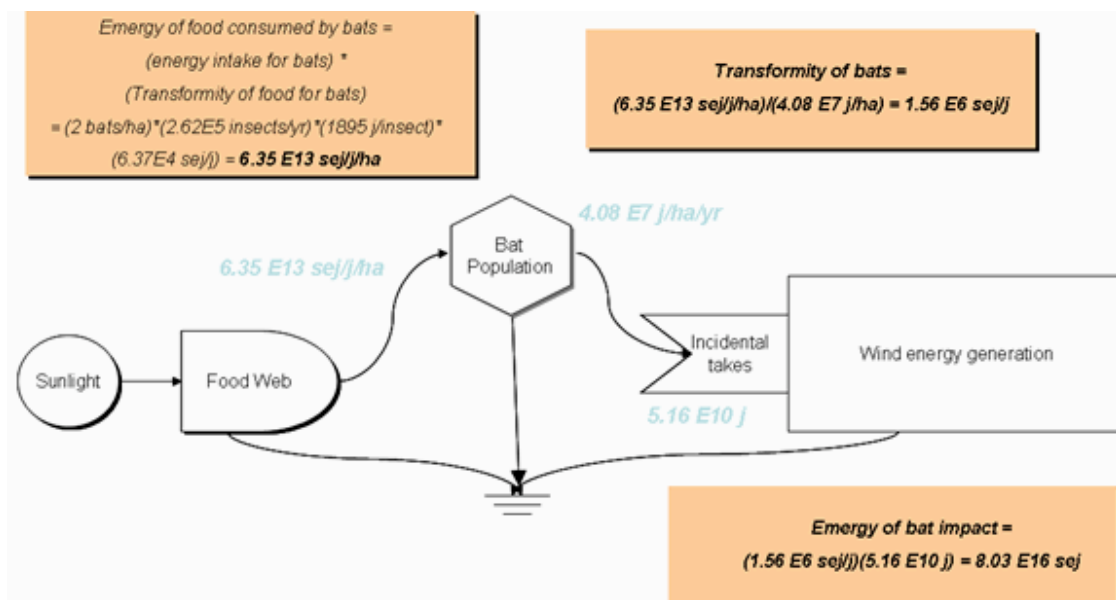 Emergy of food consumed by bats =
(energy intake for bats) *
(Transformity of food for bats)
= (2 bats/ha)*(2.62E5 insects/yr)*(1895 j/insect)*
(6.37E4 sej/j) = 6.35 E13 sej/j/ha
Transformity of bats =
(6.35 E13 sej/j/ha)/(4.08 E7 j/ha) = 1.56 E6 sej/j
4.08 E7 j/ha/yr
Bat
Population
6.35 E13 sej/j/ha
Sunlight
Food Web
Incidental
takes
Wind energy generation
5.16 E10 j
Emergy of bat impact =
(1.56 E6 sej/j)(5.16 E10 j) = 8.03 E16 sej